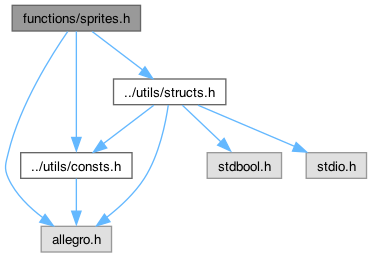 functions/sprites.h
../utils/structs.h
../utils/consts.h
stdbool.h
stdio.h
allegro.h